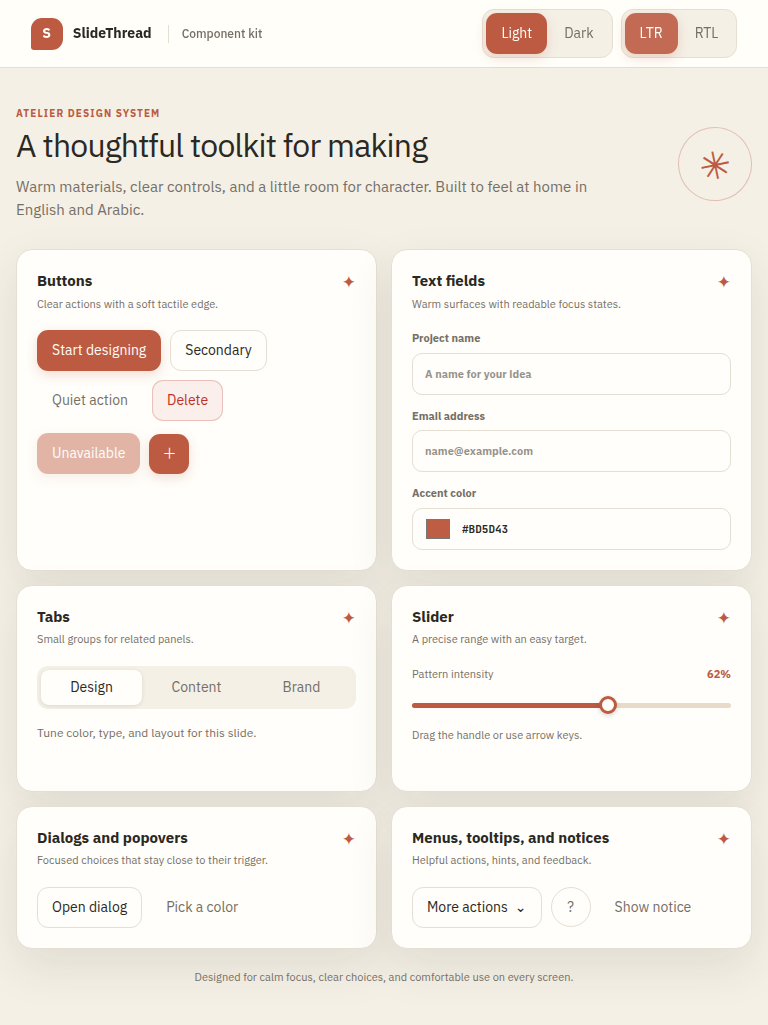 S SlideThread Component kit Light Dark LTR RTL
ATELIER DESIGN SYSTEM
A thoughtful toolkit for making
Warm materials, clear controls, and a little room for character. Built to feel at home in
English and Arabic.
Buttons
Clear actions with a soft tactile edge.
Start designing Secondary
Quiet action Delete
Unavailable +
Text fields
Warm surfaces with readable focus states.
Project name
A name for your idea
Email address
name@example.com
Accent color
#BD5D43
Tabs
Small groups for related panels.
Design Content Brand
Tune color, type, and layout for this slide.
Slider
A precise range with an easy target.
Pattern intensity 62%
Drag the handle or use arrow keys.
Dialogs and popovers
Focused choices that stay close to their trigger.
Open dialog Pick a color
Menus, tooltips, and notices
Helpful actions, hints, and feedback.
More actions ? Show notice
Designed for calm focus, clear choices, and comfortable use on every screen.